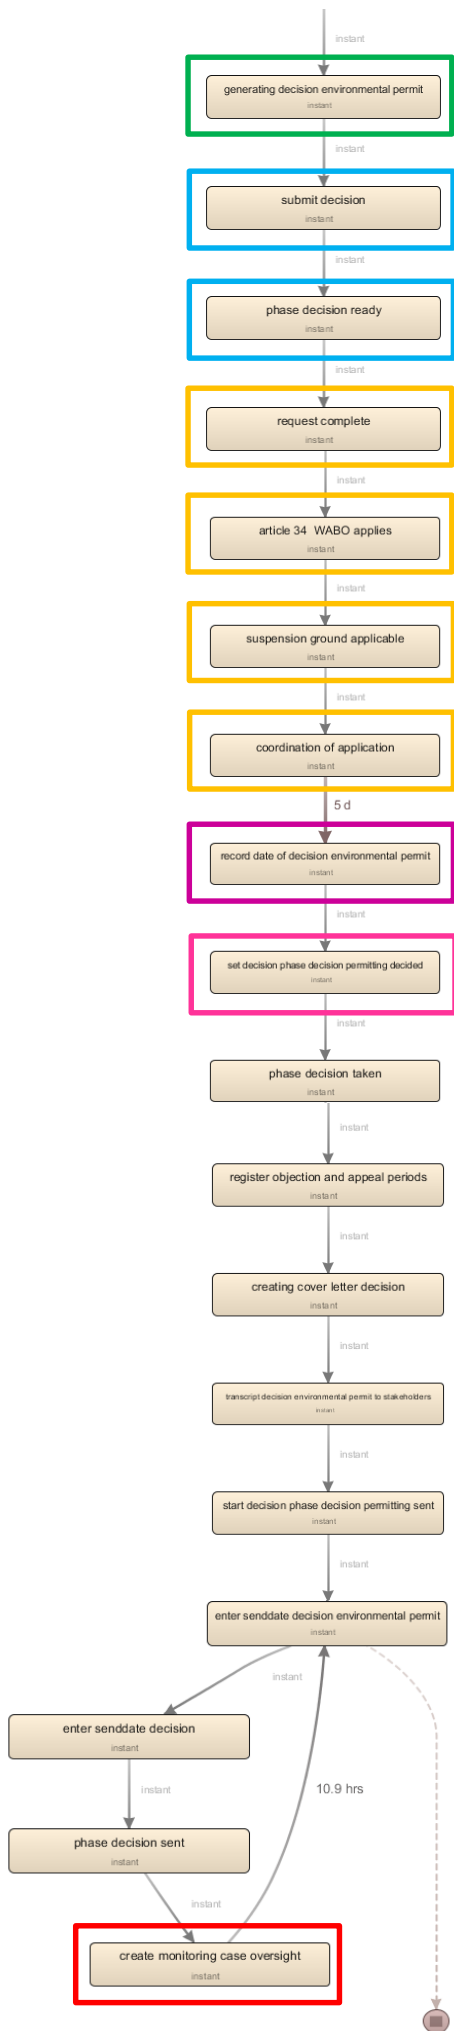 instant
generating decision environmental permit
instant
instant
submit decision
instant
instant
phase decision ready
instant
instant
request complete
instant
instant
article 34 WABO applies
instant
instant
suspension ground applicable
instant
instant
coordination of application
instant
5 d
record date of decision environmental permit
instant
instant
set decision phase decision permitting decided
instant
instant
phase decision taken
instant
instant
register objection and appeal periods
instant
instant
creating cover letter decision
instant
instant
transcript decision environmental permit to stakeholders
instant
instant
start decision phase decision permitting sent
instant
instant
enter senddate decision environmental permit
instant
instant
enter senddate decision
instant
instant
10.9 hrs
phase decision sent
instant
instant
create monitoring case oversight
instant